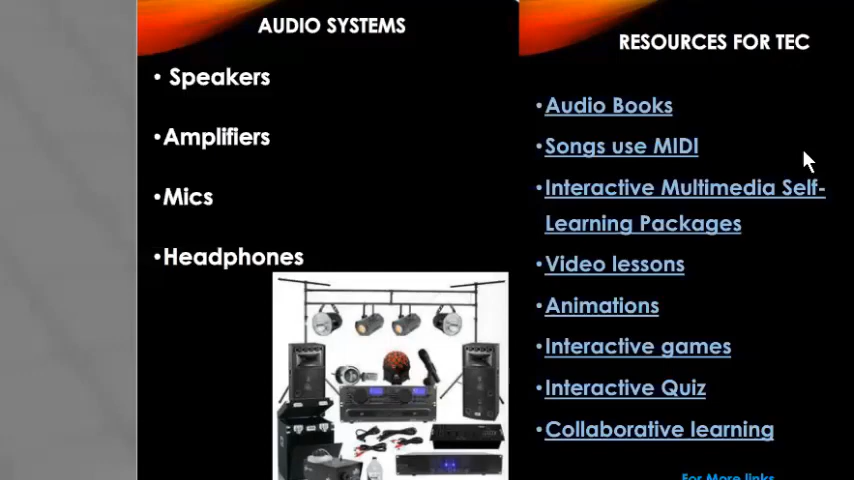 AUDIO SYSTEMS
• Speakers
•Amplifiers
•Mics
•Headphones
RESOURCES FOR TEC
•Audio Books
•Songs use MIDI
•Interactive Multimedia Self-
Learning Packages
•Video lessons
•Animations
•Interactive games
•Interactive Quiz
•Collaborative learning
For More links